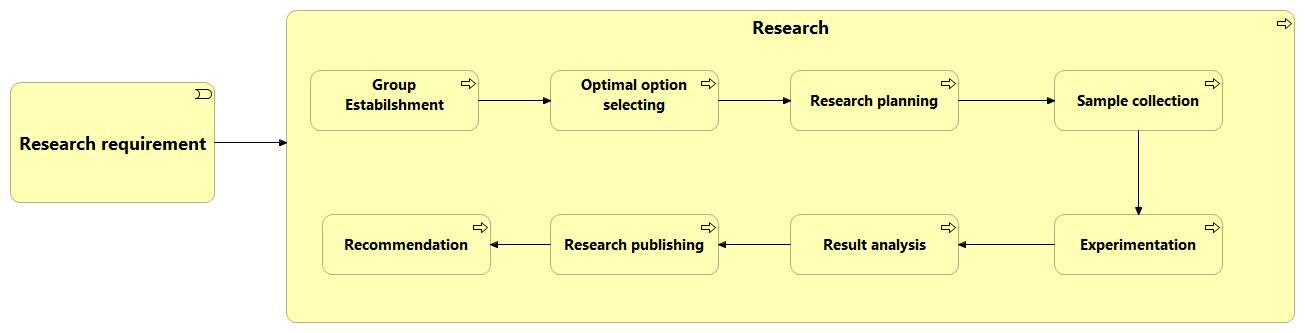 Research
Group
Estabilshment
Optimal option
selecting
Research planning
Sample collection
Research requirement
Recommendation
Research publishing
Result analysis
Experimentation